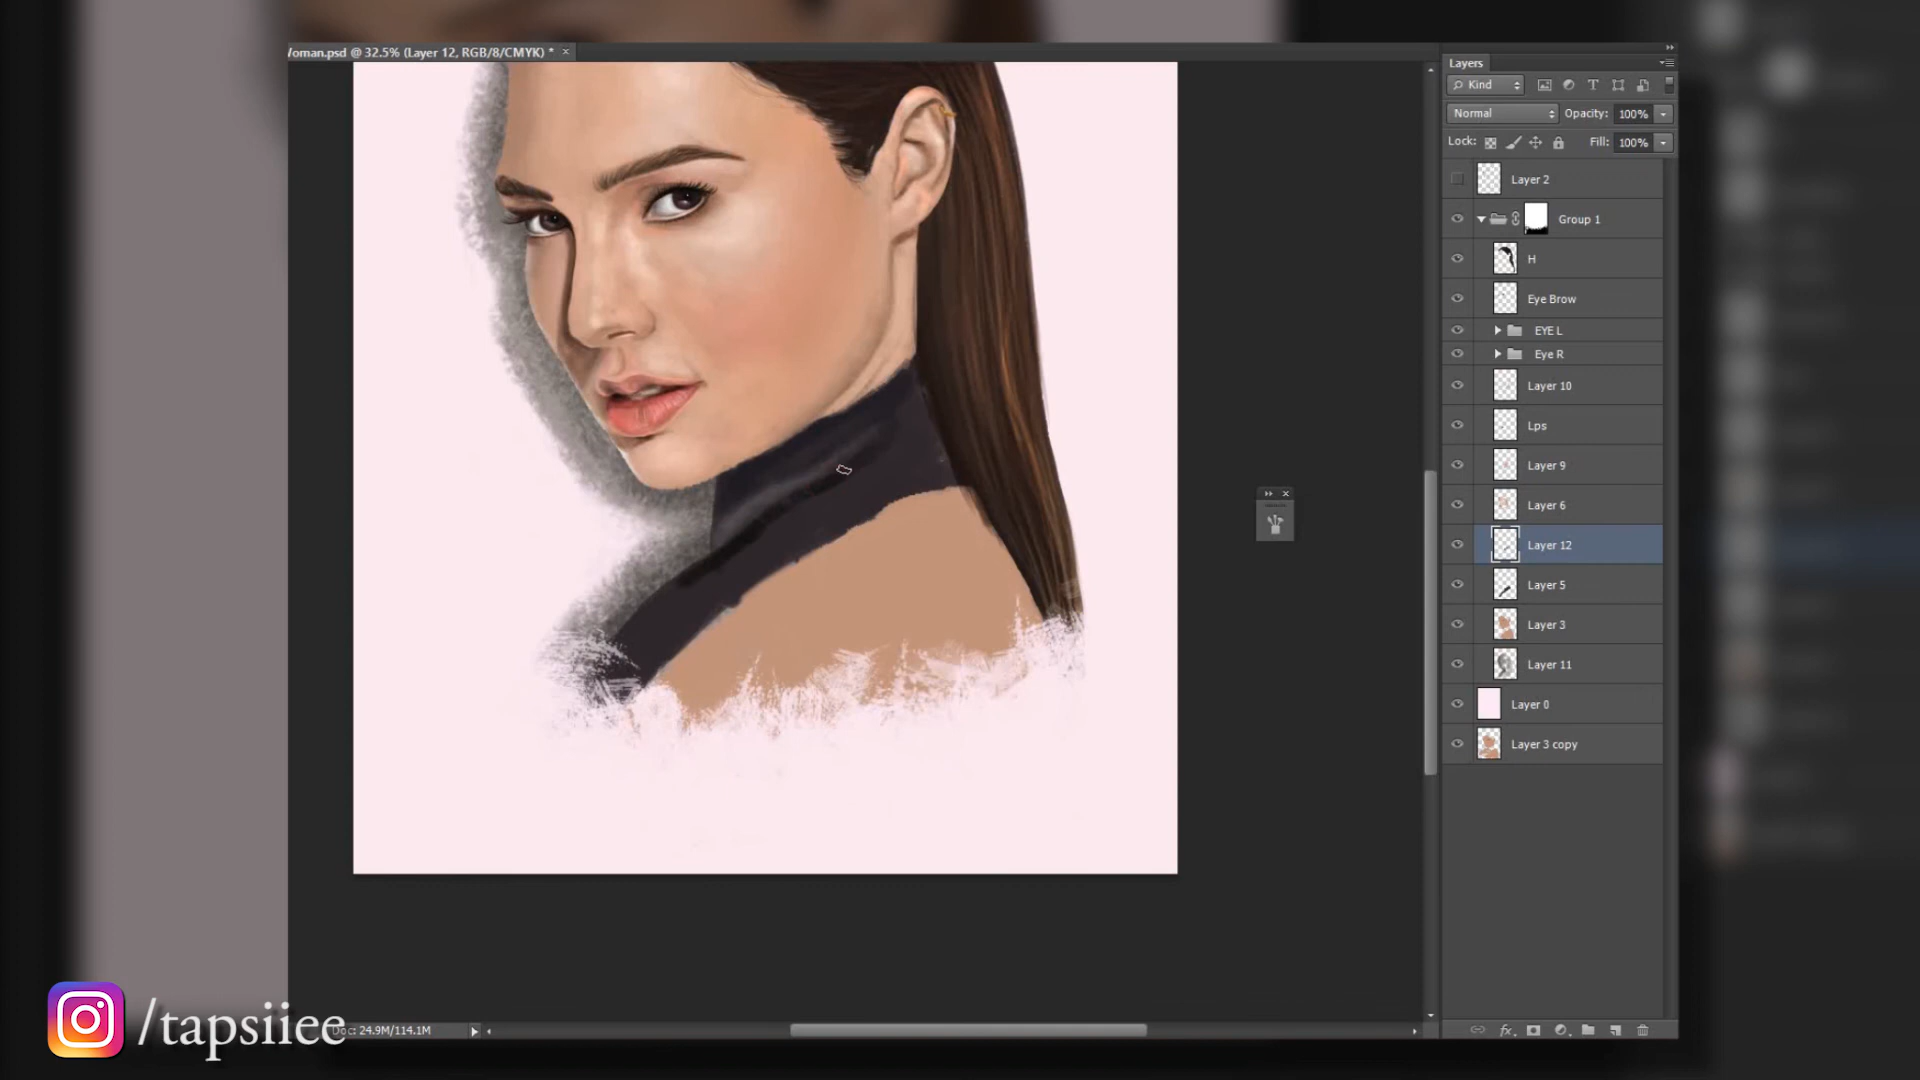 Woman.psd @ 32.5% (Layer 12, RGB/8/CMYK) *
Layers
Kind
Normal
Opacity: 100%
Lock:
Fill: 100%
Layer 2
Group 1
H
Eye Brow
EYE L
Eye R
Layer 10
Lps
Layer 9
Layer 6
Layer 12
Layer 5
Layer 3
Layer 11
Layer 0
Layer 3 copy
/tapsiiee
Doc: 24.9M/114.1M